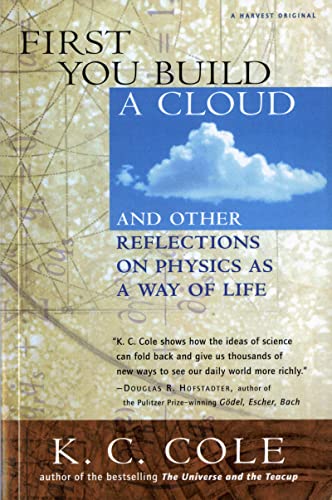 A HARVEST ORIGINAL
FIRST
YOU BUILD
A CLOUD
AND OTHER
REFLECTIONS
ON PHYSICS AS
A WAY OF LIFE
"K. C. Cole shows how the ideas of science
can fold back and give us thousands of
new ways to see our daily world more richly."
—DOUGLAS R. HOFSTADTER, author of
the Pulitzer Prize-winning Gödel, Escher, Bach
K. C. COLE
author of the bestselling The Universe and the Teacup